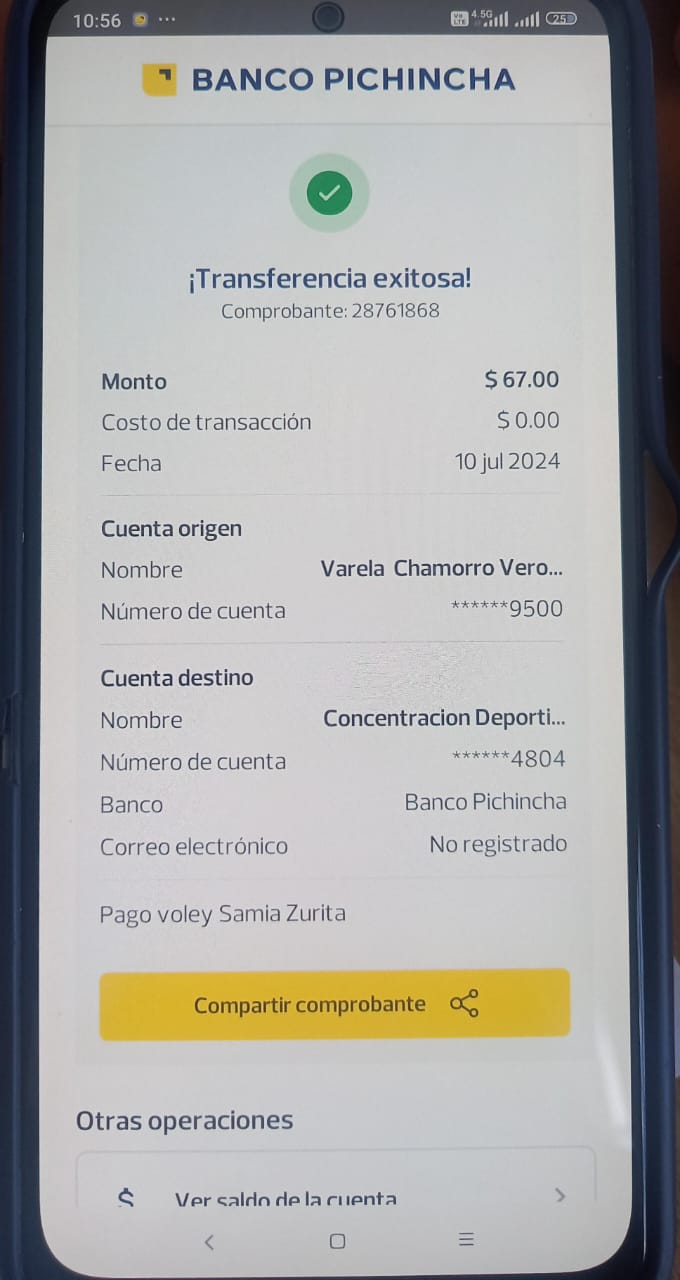 10:56 ...
Vo LTE 4.5G 25
BANCO PICHINCHA
¡Transferencia exitosa!
Comprobante: 28761868
Monto $ 67.00
Costo de transacción $ 0.00
Fecha 10 jul 2024
Cuenta origen
Nombre Varela Chamorro Vero...
Número de cuenta ******9500
Cuenta destino
Nombre Concentracion Deporti...
Número de cuenta ******4804
Banco Banco Pichincha
Correo electrónico No registrado
Pago voley Samia Zurita
Compartir comprobante
Otras operaciones
$ Ver saldo de la cuenta >